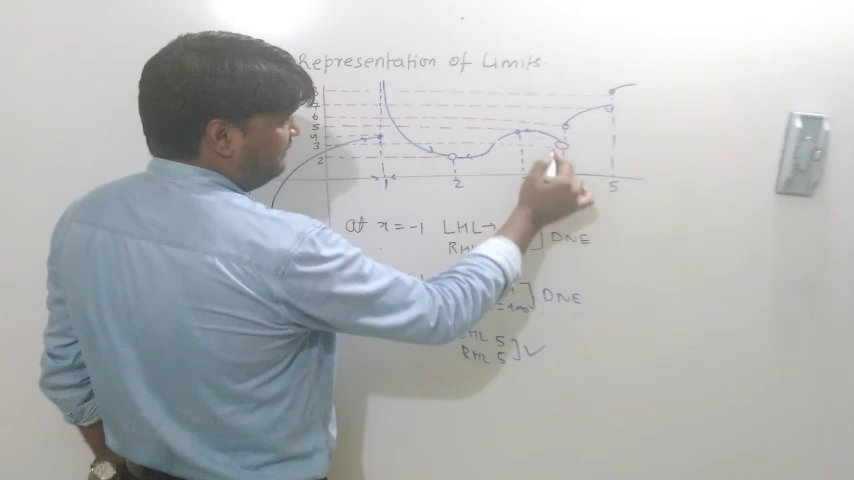 Representation of Limits
8
7
6
5
4
3
2
1 2 5
at x = -1 LHL→
RHL ] DNE
] DNE
= +∞
LHL 5
RHL 5 ] ✓